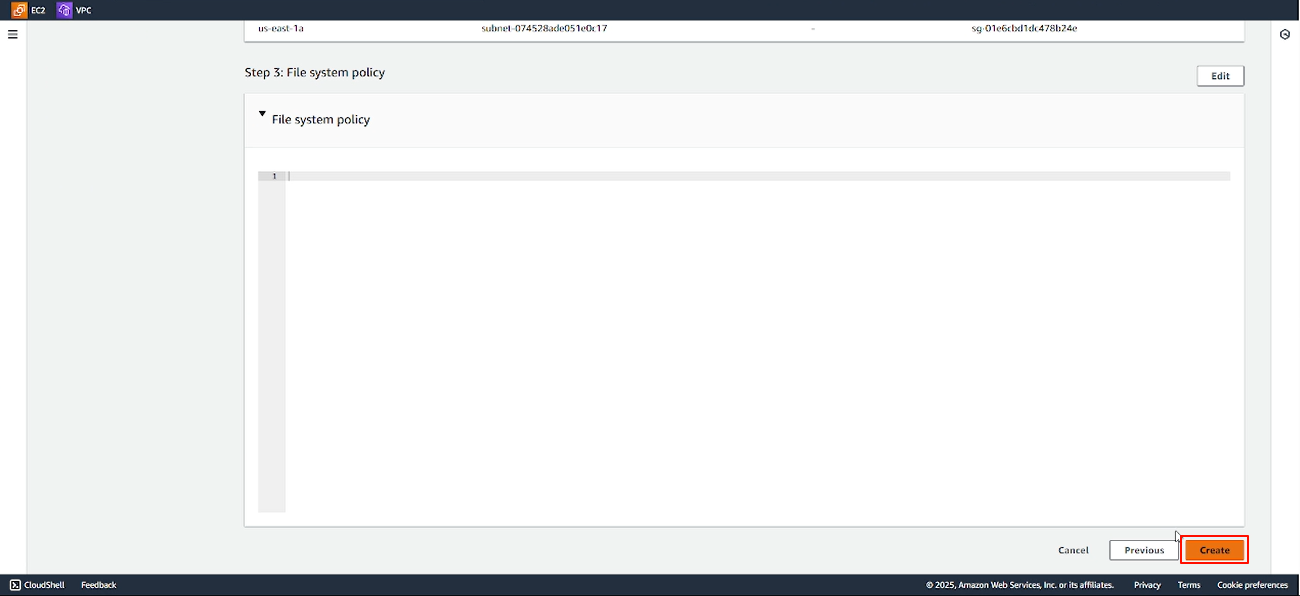 EC2 VPC
us-east-1a subnet-074528ade051e0c17 - sg-01e6cbd1dc478b24e
Step 3: File system policy
Edit
File system policy
1
Cancel Previous Create
CloudShell Feedback © 2025, Amazon Web Services, Inc. or its affiliates. Privacy Terms Cookie preferences